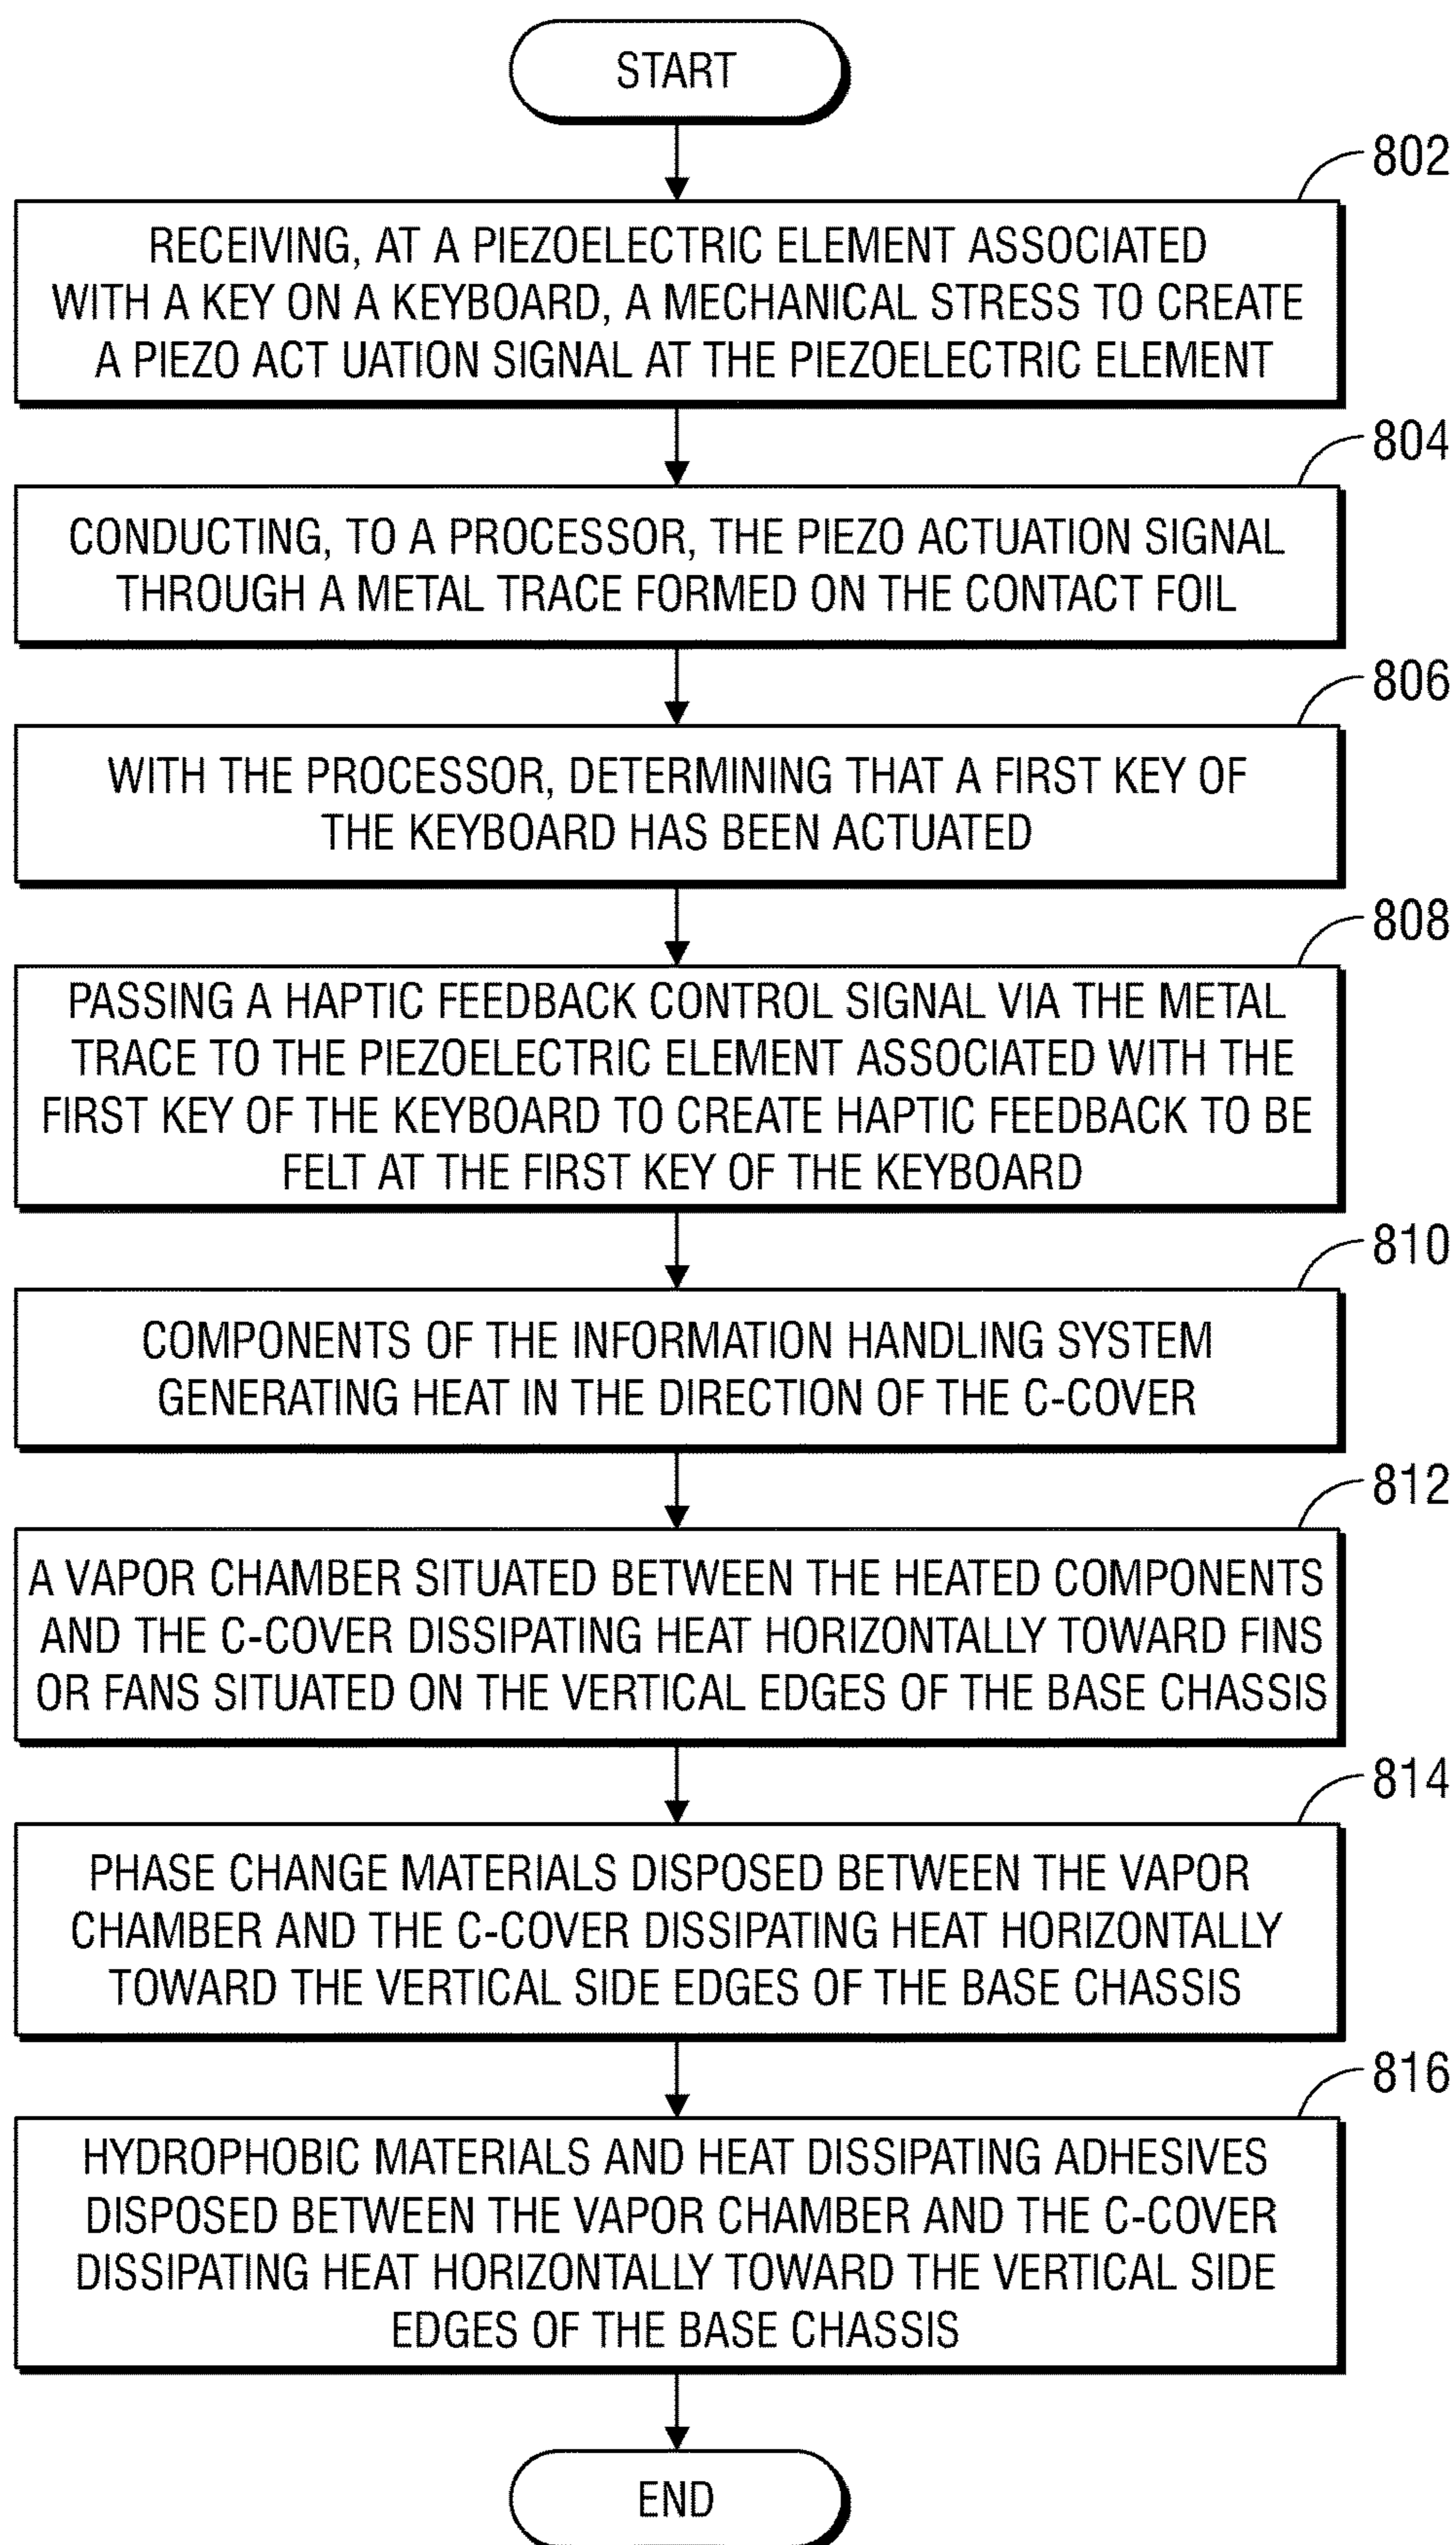 START
802
RECEIVING, AT A PIEZOELECTRIC ELEMENT ASSOCIATED
WITH A KEY ON A KEYBOARD, A MECHANICAL STRESS TO CREATE
A PIEZO ACT UATION SIGNAL AT THE PIEZOELECTRIC ELEMENT
804
CONDUCTING, TO A PROCESSOR, THE PIEZO ACTUATION SIGNAL
THROUGH A METAL TRACE FORMED ON THE CONTACT FOIL
806
WITH THE PROCESSOR, DETERMINING THAT A FIRST KEY OF
THE KEYBOARD HAS BEEN ACTUATED
808
PASSING A HAPTIC FEEDBACK CONTROL SIGNAL VIA THE METAL
TRACE TO THE PIEZOELECTRIC ELEMENT ASSOCIATED WITH THE
FIRST KEY OF THE KEYBOARD TO CREATE HAPTIC FEEDBACK TO BE
FELT AT THE FIRST KEY OF THE KEYBOARD
810
COMPONENTS OF THE INFORMATION HANDLING SYSTEM
GENERATING HEAT IN THE DIRECTION OF THE C-COVER
812
A VAPOR CHAMBER SITUATED BETWEEN THE HEATED COMPONENTS
AND THE C-COVER DISSIPATING HEAT HORIZONTALLY TOWARD FINS
OR FANS SITUATED ON THE VERTICAL EDGES OF THE BASE CHASSIS
814
PHASE CHANGE MATERIALS DISPOSED BETWEEN THE VAPOR
CHAMBER AND THE C-COVER DISSIPATING HEAT HORIZONTALLY
TOWARD THE VERTICAL SIDE EDGES OF THE BASE CHASSIS
816
HYDROPHOBIC MATERIALS AND HEAT DISSIPATING ADHESIVES
DISPOSED BETWEEN THE VAPOR CHAMBER AND THE C-COVER
DISSIPATING HEAT HORIZONTALLY TOWARD THE VERTICAL SIDE
EDGES OF THE BASE CHASSIS
END